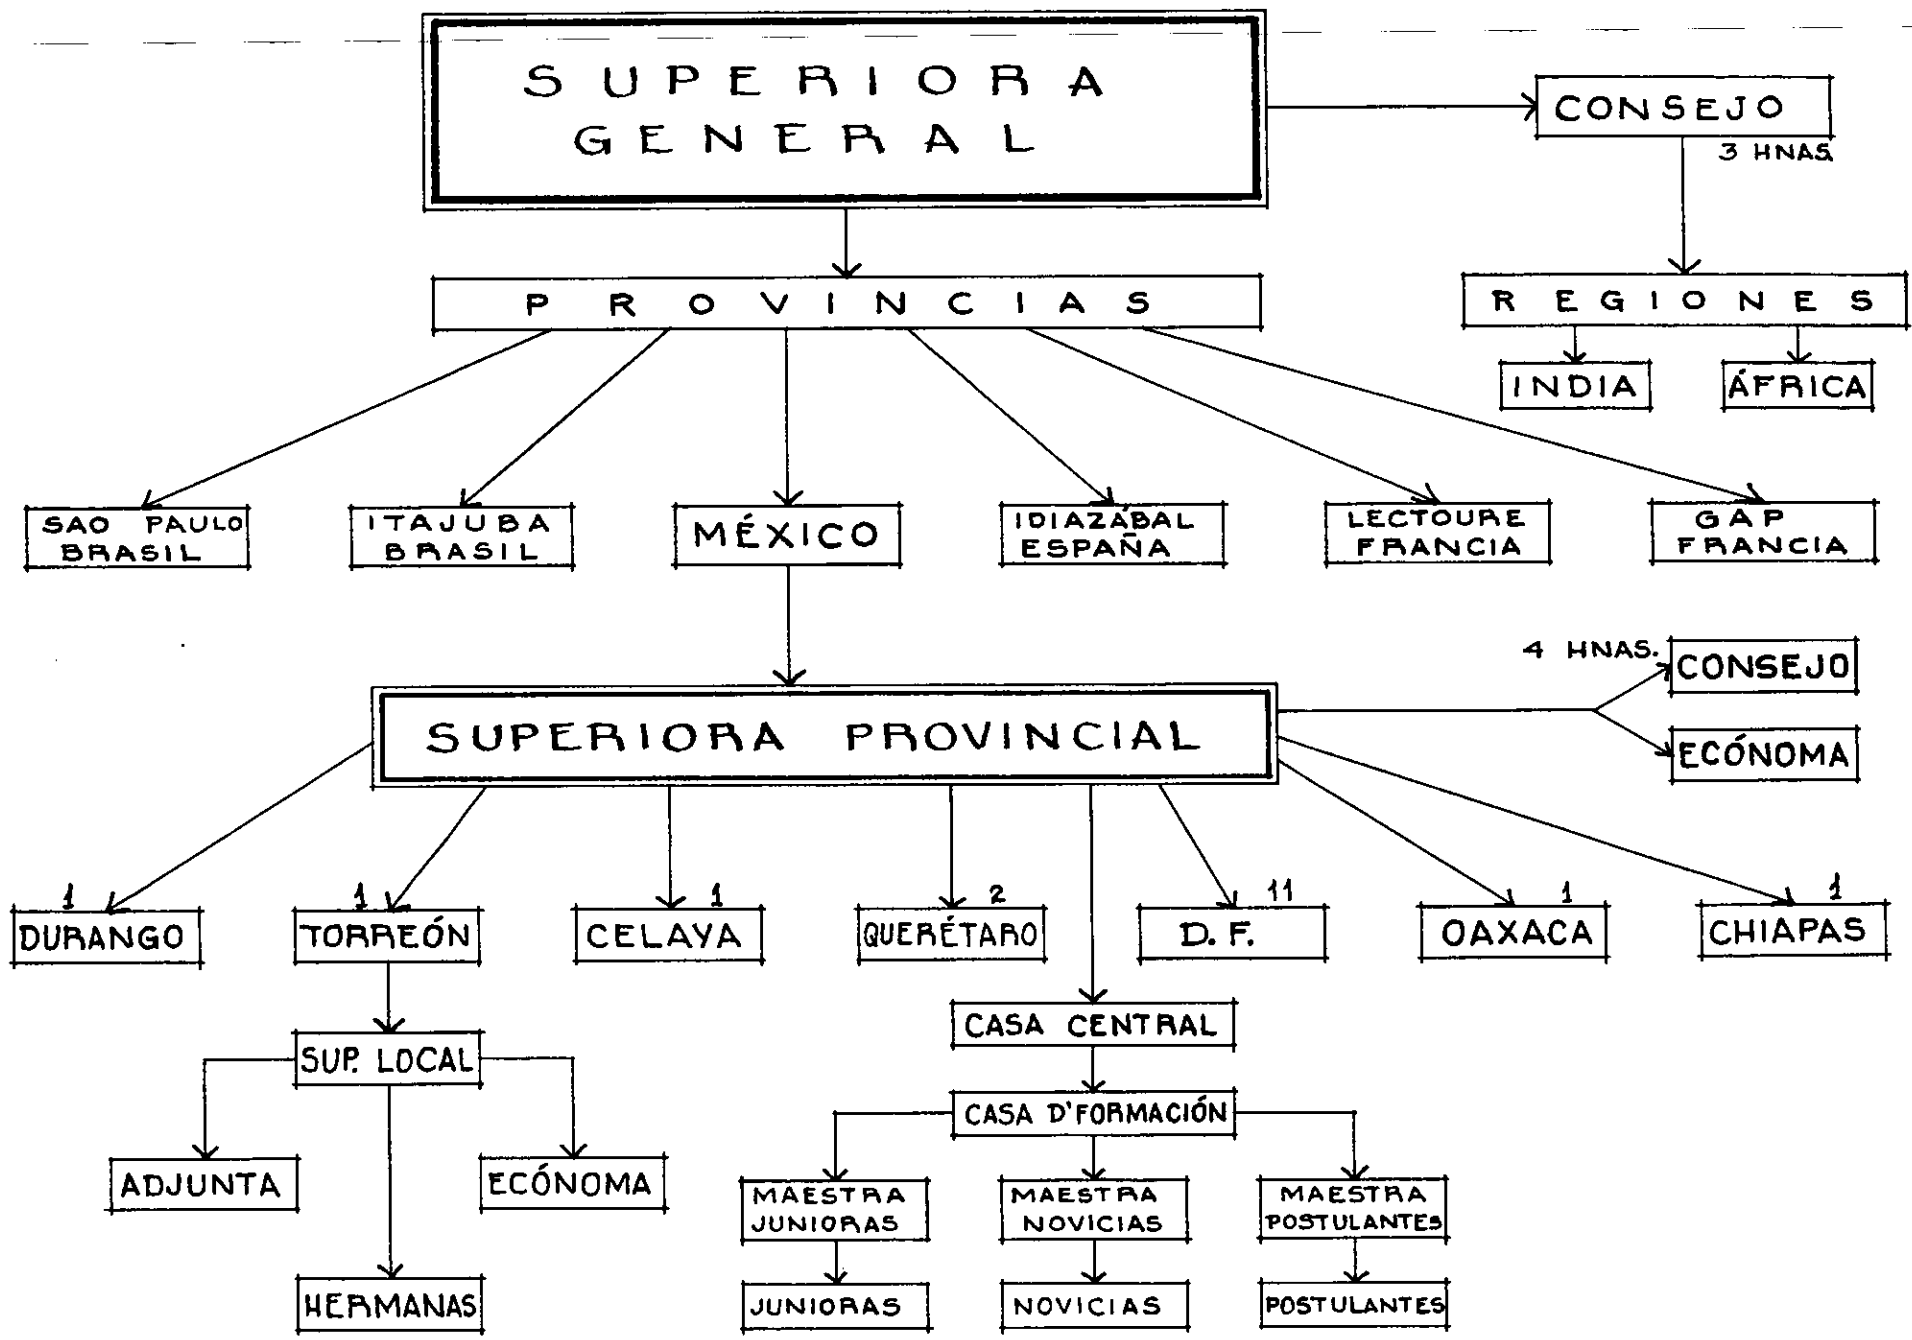 SUPERIORA
GENERAL
CONSEJO
3 HNAS.
PROVINCIAS
REGIONES
INDIA
ÁFRICA
SAO PAULO
BRASIL
ITAJUBA
BRASIL
MÉXICO
IDIAZÁBAL
ESPAÑA
LECTOURE
FRANCIA
GAP
FRANCIA
4 HNAS.
CONSEJO
SUPERIORA PROVINCIAL
ECÓNOMA
1
DURANGO
1
TORREÓN
1
CELAYA
2
QUERÉTARO
11
D. F.
1
OAXACA
1
CHIAPAS
CASA CENTRAL
SUP. LOCAL
CASA D'FORMACIÓN
ADJUNTA
ECÓNOMA
MAESTRA
JUNIORAS
MAESTRA
NOVICIAS
MAESTRA
POSTULANTES
HERMANAS
JUNIORAS
NOVICIAS
POSTULANTES